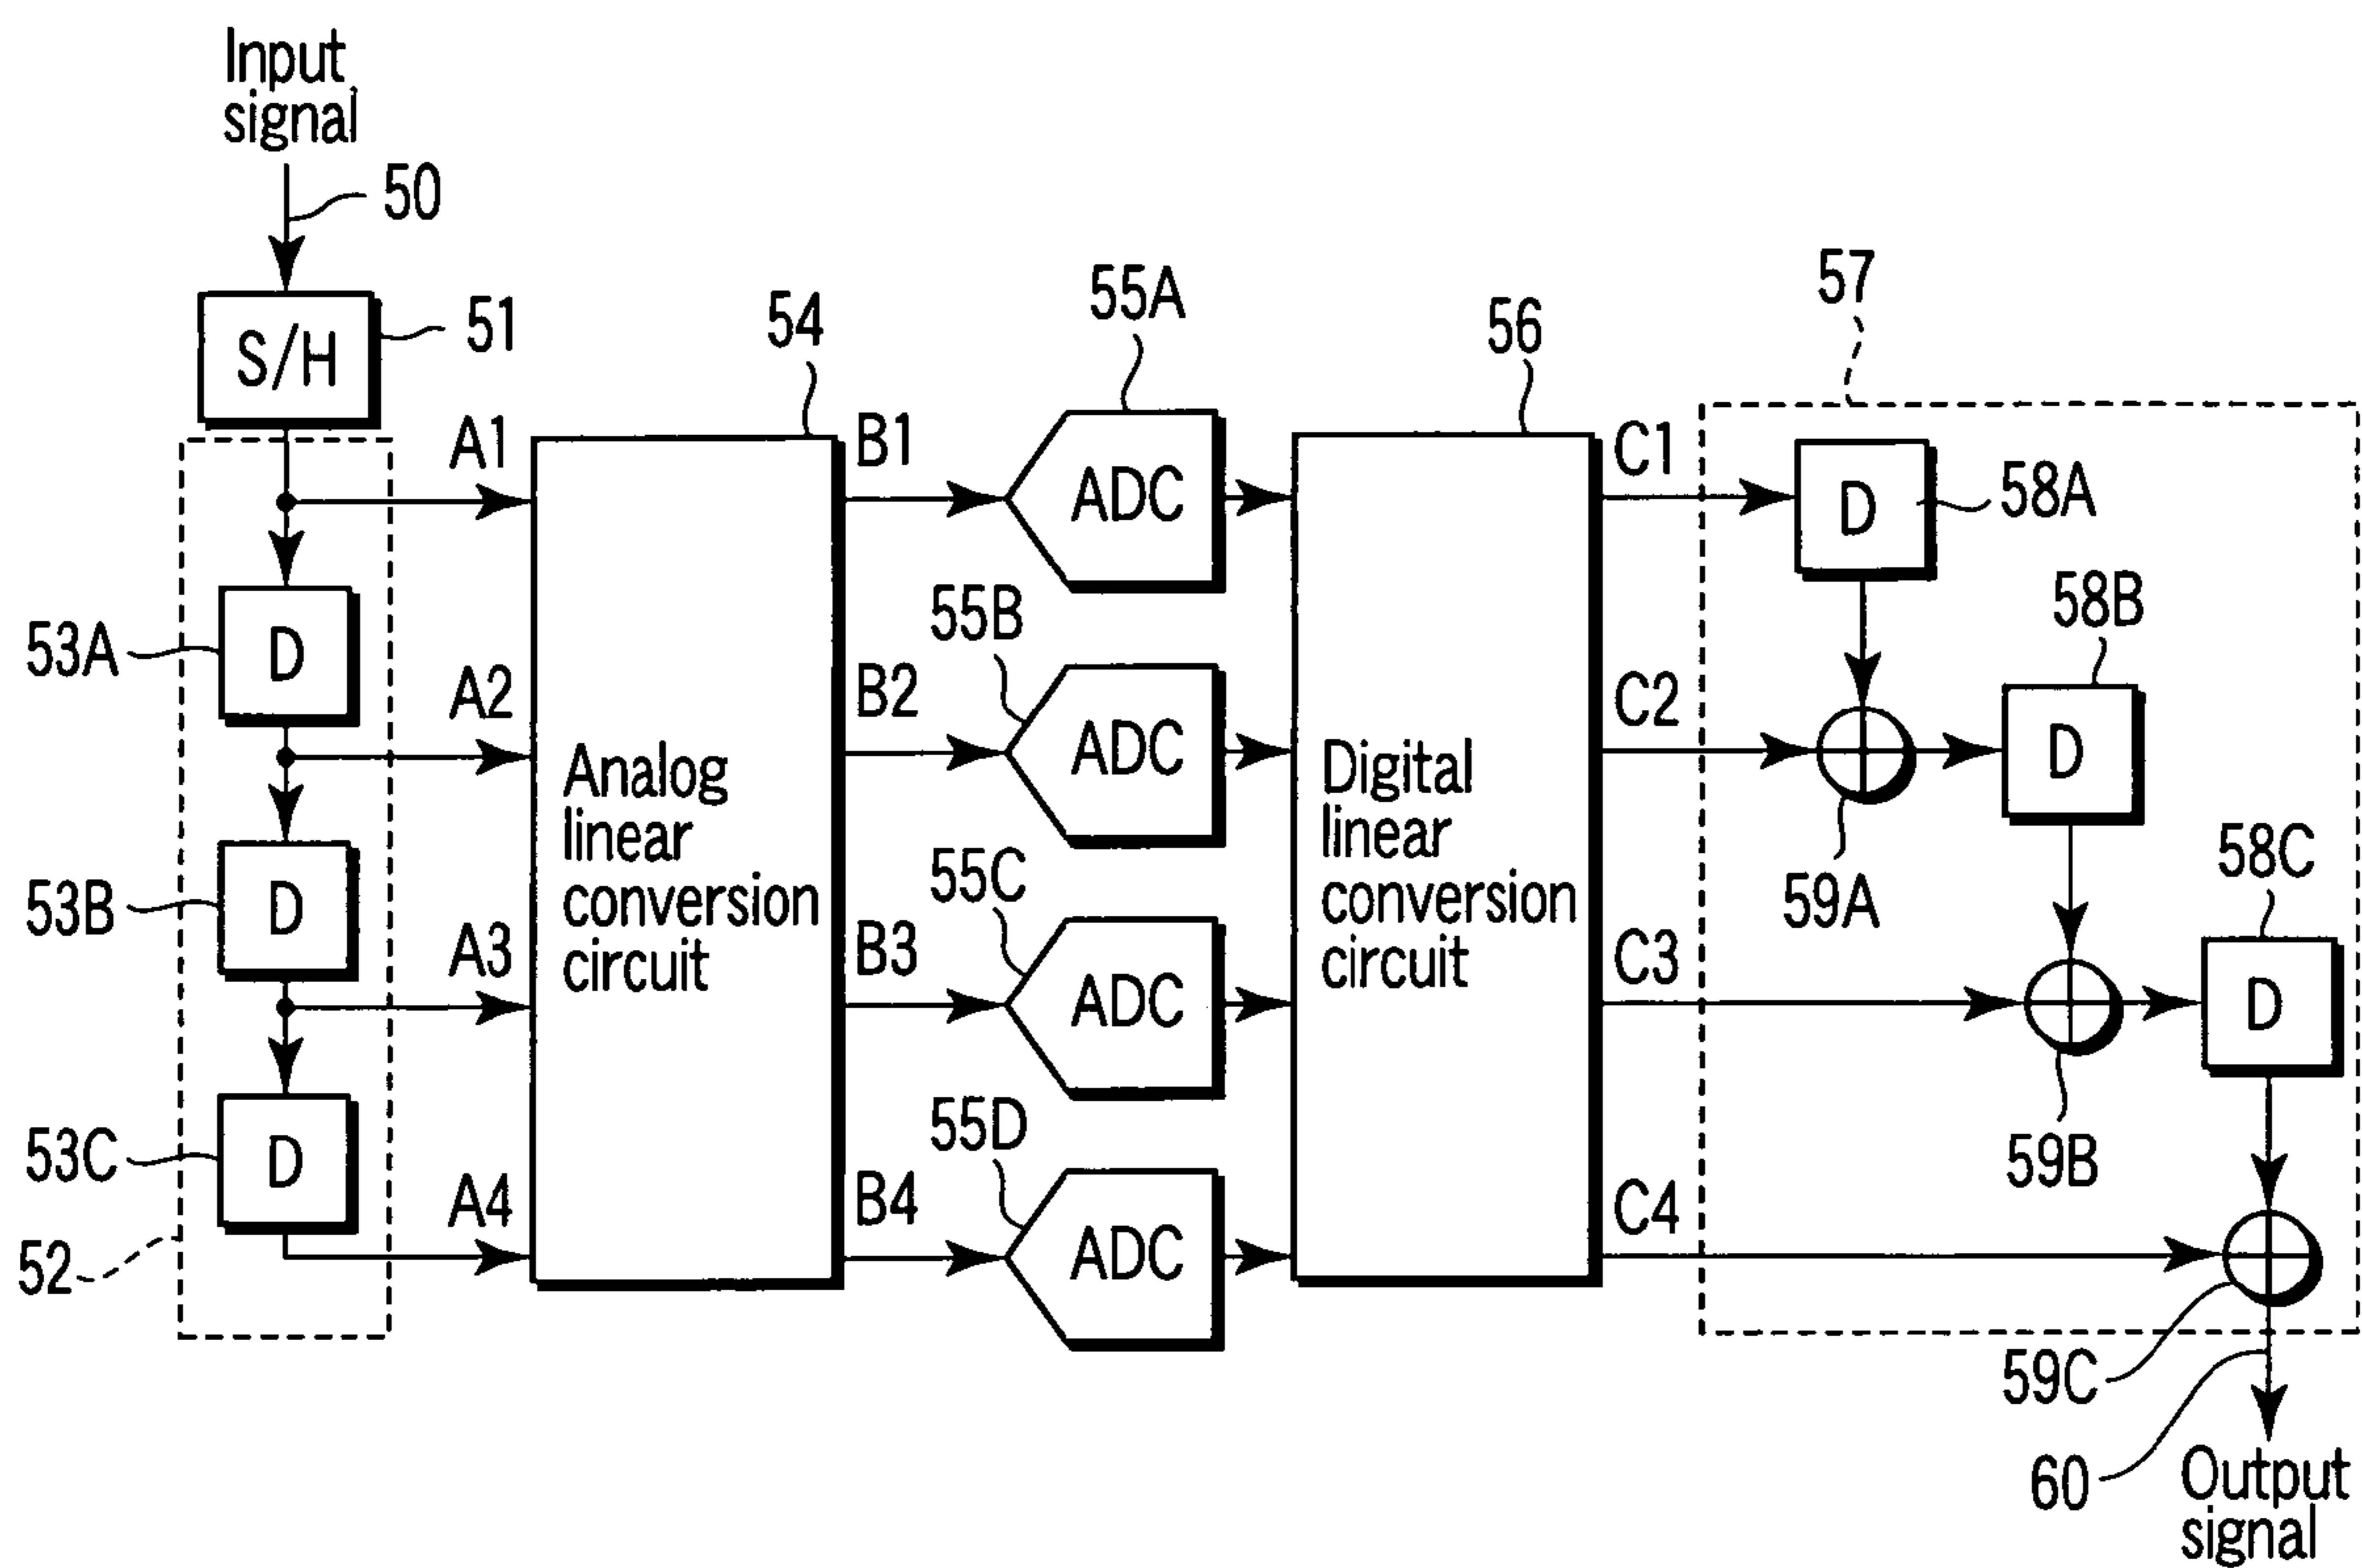 Input
signal
50
S/H
51
54
55A
56
57
A1
B1
ADC
C1
D
58A
53A
D
A2
55B
B2
ADC
C2
58B
D
59A
Analog
linear
conversion
circuit
Digital
linear
conversion
circuit
53B
D
A3
55C
B3
ADC
C3
58C
D
59B
53C
D
A4
55D
B4
ADC
C4
52
59C
60
Output
signal